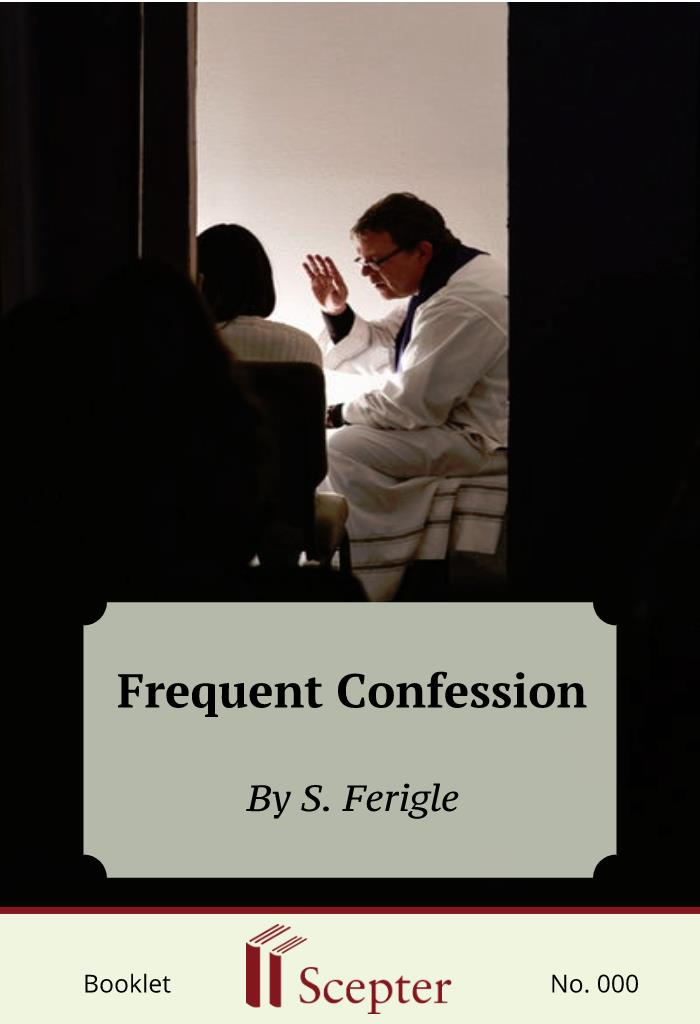 Frequent Confession
By S. Ferigle
Booklet
Scepter
No. 000